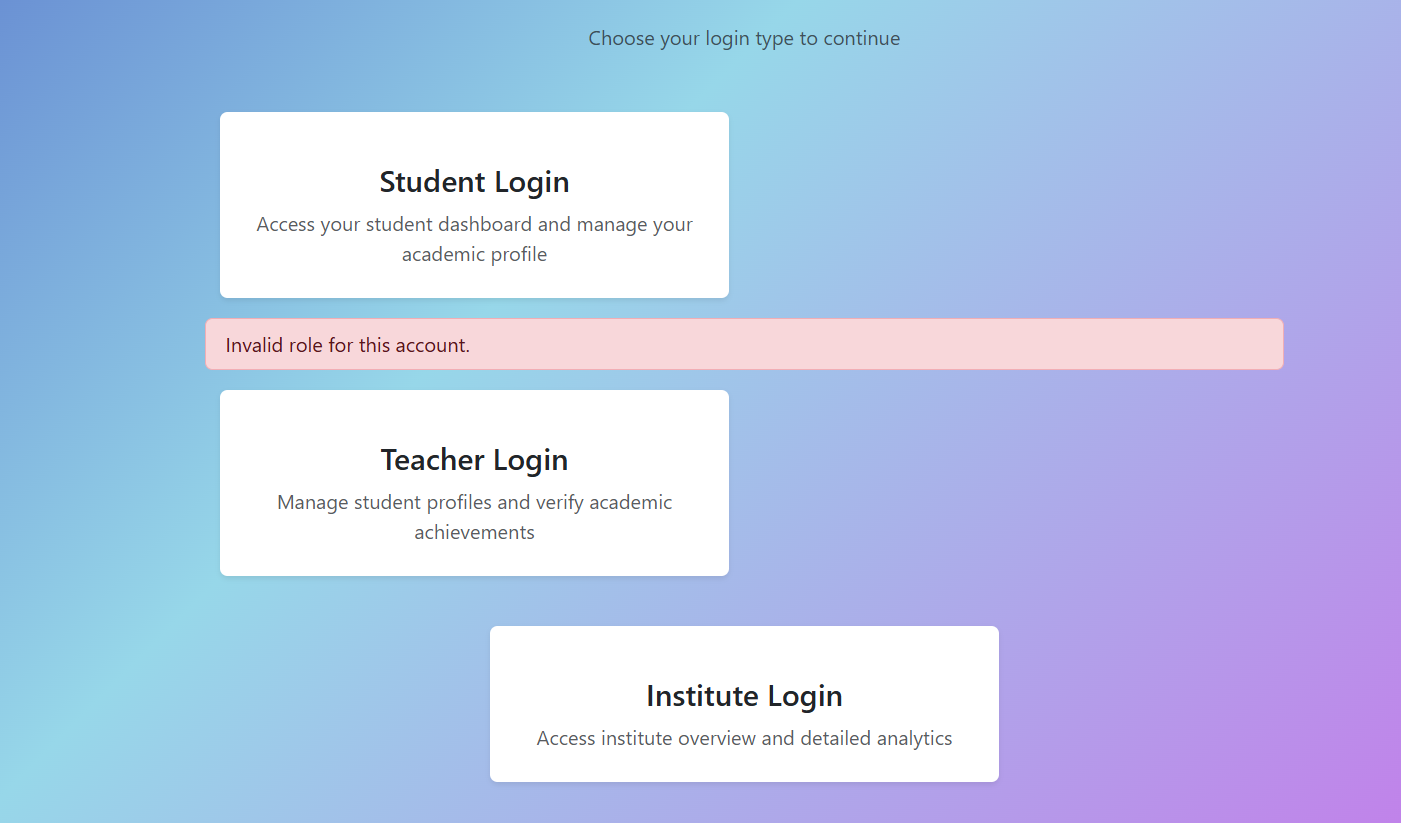 Choose your login type to continue
Student Login
Access your student dashboard and manage your
academic profile
Invalid role for this account.
Teacher Login
Manage student profiles and verify academic
achievements
Institute Login
Access institute overview and detailed analytics